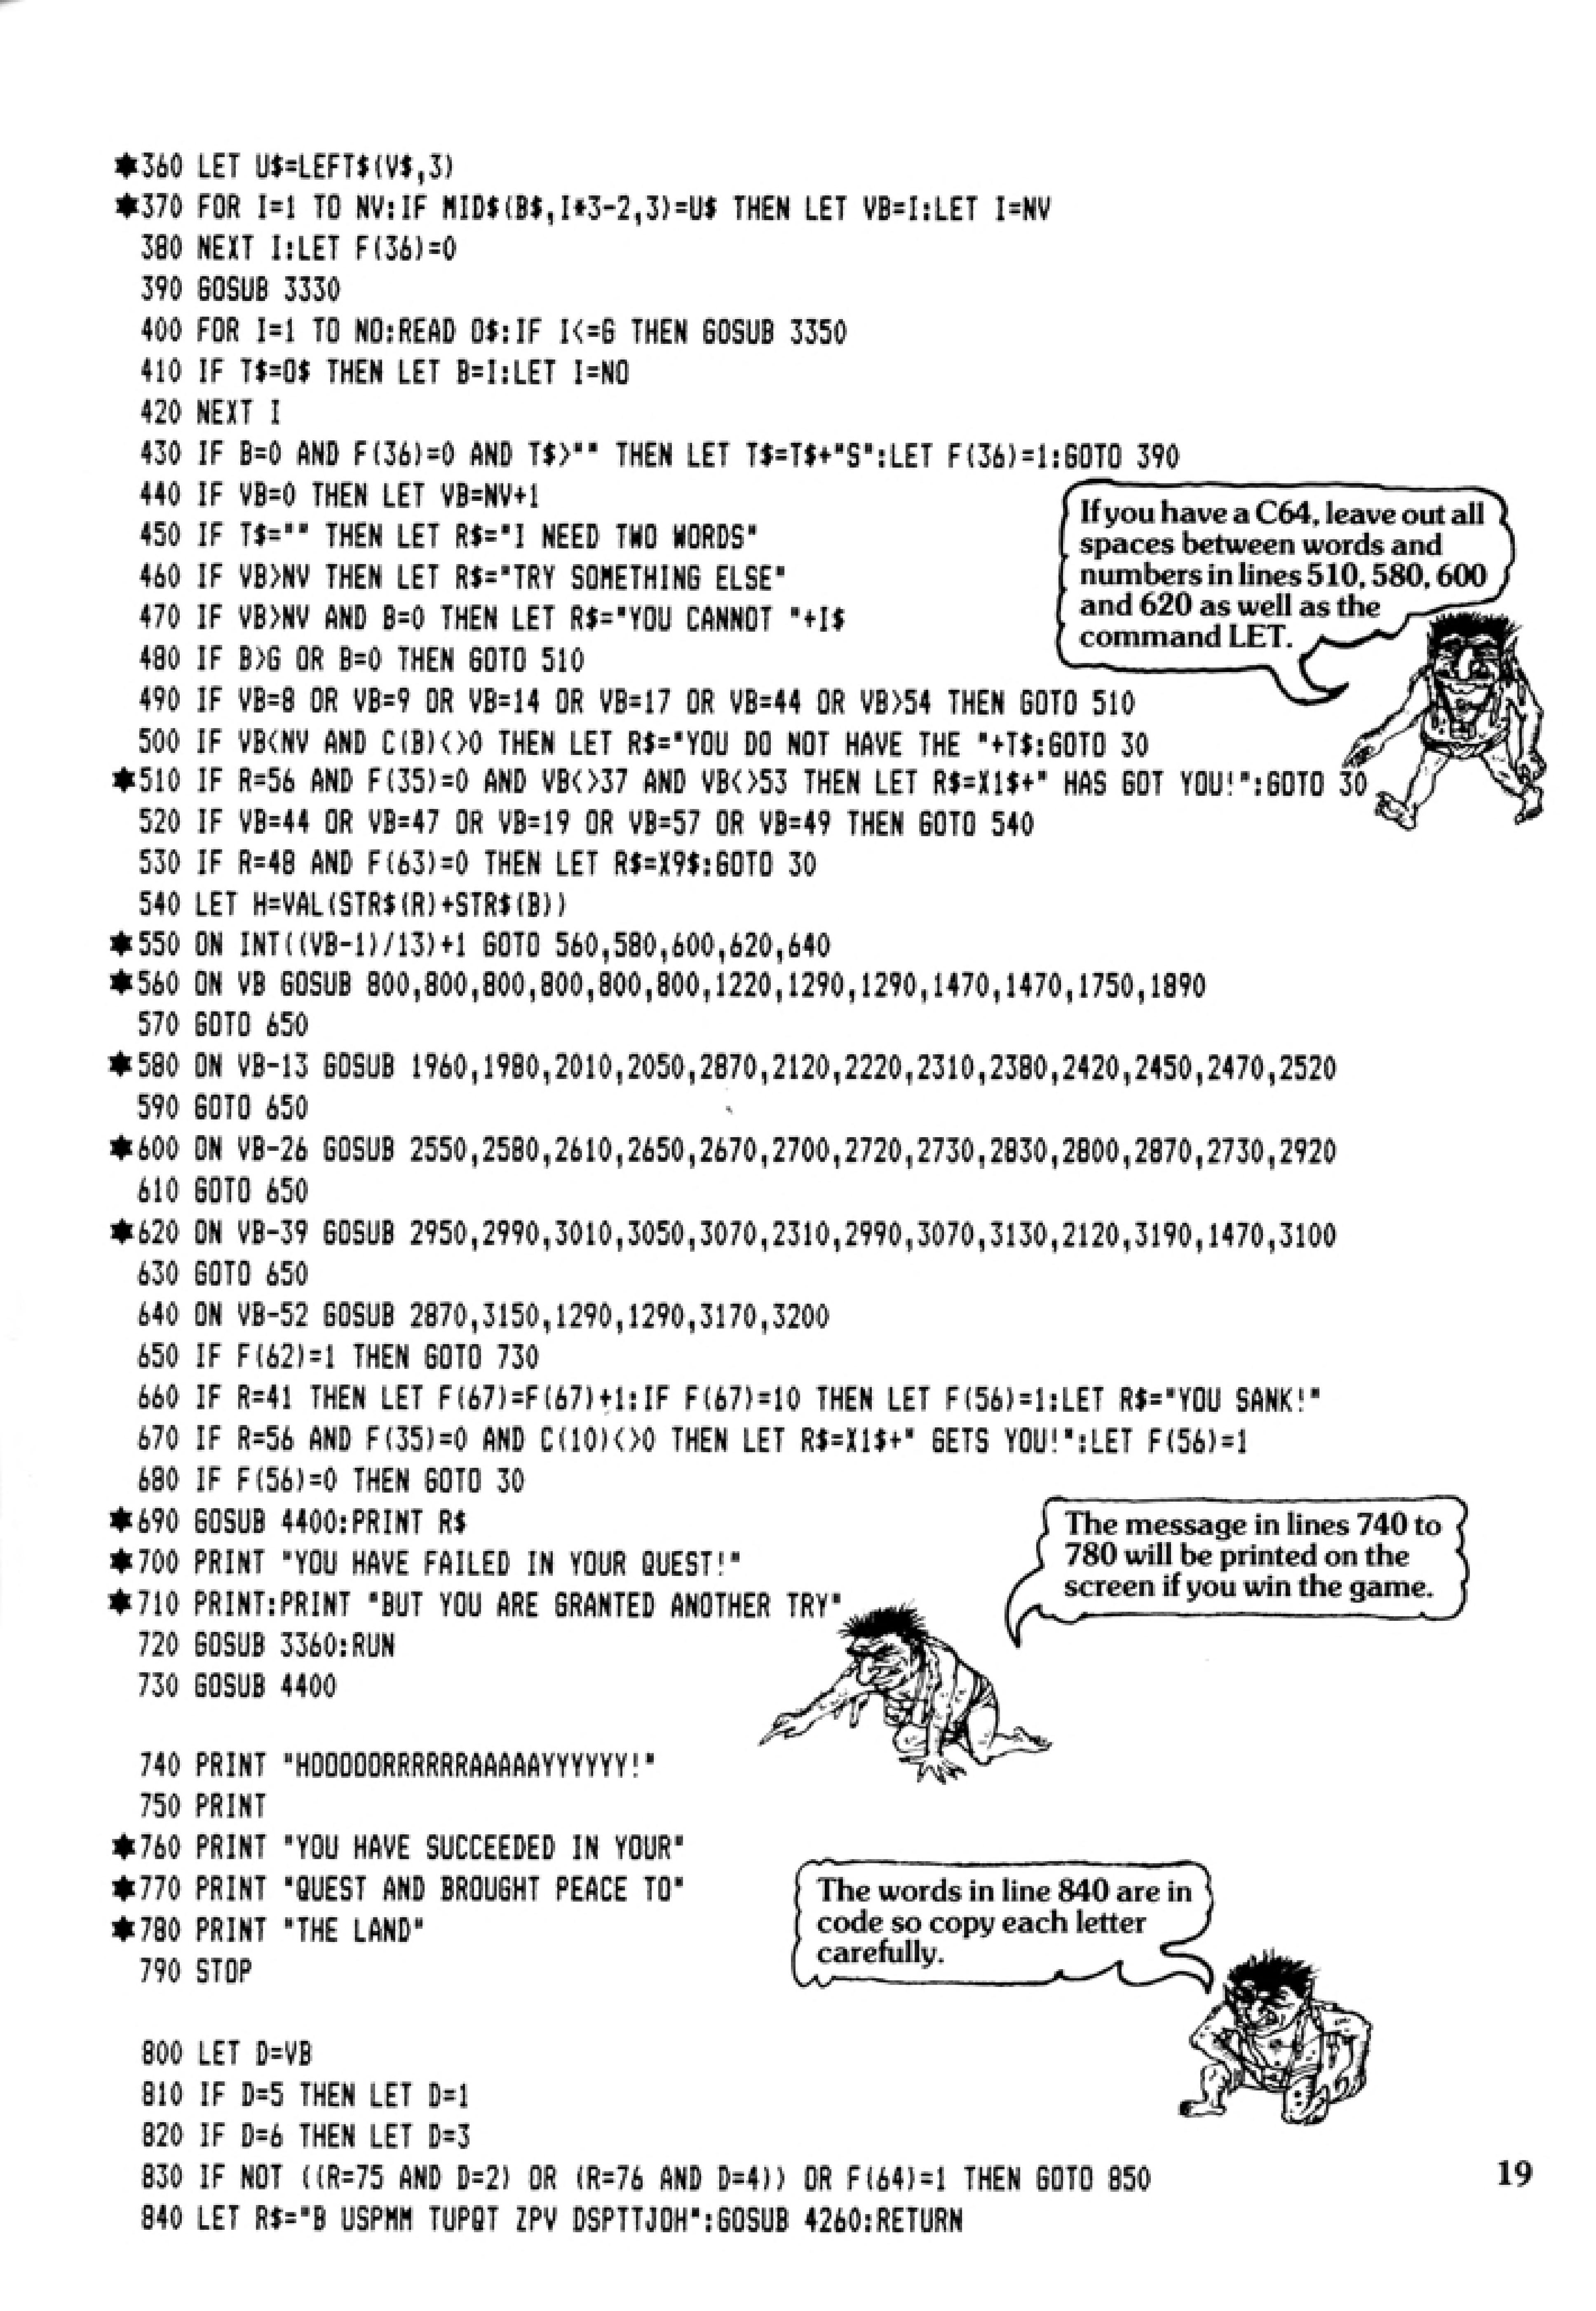 ✱360 LET U$=LEFT$(V$,3)
✱370 FOR I=1 TO NV:IF MID$(B$,I*3-2,3)=U$ THEN LET VB=I:LET I=NV
380 NEXT I:LET F(36)=0
390 GOSUB 3330
400 FOR I=1 TO NO:READ O$:IF I<=G THEN GOSUB 3350
410 IF T$=O$ THEN LET B=I:LET I=NO
420 NEXT I
430 IF B=0 AND F(36)=0 AND T$>"" THEN LET T$=T$+"S":LET F(36)=1:GOTO 390
440 IF VB=0 THEN LET VB=NV+1
450 IF T$="" THEN LET R$="I NEED TWO WORDS"
460 IF VB>NV THEN LET R$="TRY SOMETHING ELSE"
470 IF VB>NV AND B=0 THEN LET R$="YOU CANNOT "+I$
480 IF B>G OR B=0 THEN GOTO 510
490 IF VB=8 OR VB=9 OR VB=14 OR VB=17 OR VB=44 OR VB>54 THEN GOTO 510
500 IF VB<NV AND C(B)<>0 THEN LET R$="YOU DO NOT HAVE THE "+T$:GOTO 30
✱510 IF R=56 AND F(35)=0 AND VB<>37 AND VB<>53 THEN LET R$=X1$+" HAS GOT YOU!":GOTO 30
520 IF VB=44 OR VB=47 OR VB=19 OR VB=57 OR VB=49 THEN GOTO 540
530 IF R=48 AND F(63)=0 THEN LET R$=X9$:GOTO 30
540 LET H=VAL(STR$(R)+STR$(B))
✱550 ON INT((VB-1)/13)+1 GOTO 560,580,600,620,640
✱560 ON VB GOSUB 800,800,800,800,800,800,1220,1290,1290,1470,1470,1750,1890
570 GOTO 650
✱580 ON VB-13 GOSUB 1960,1980,2010,2050,2870,2120,2220,2310,2380,2420,2450,2470,2520
590 GOTO 650
✱600 ON VB-26 GOSUB 2550,2580,2610,2650,2670,2700,2720,2730,2830,2800,2870,2730,2920
610 GOTO 650
✱620 ON VB-39 GOSUB 2950,2990,3010,3050,3070,2310,2990,3070,3130,2120,3190,1470,3100
630 GOTO 650
640 ON VB-52 GOSUB 2870,3150,1290,1290,3170,3200
650 IF F(62)=1 THEN GOTO 730
660 IF R=41 THEN LET F(67)=F(67)+1:IF F(67)=10 THEN LET F(56)=1:LET R$="YOU SANK!"
670 IF R=56 AND F(35)=0 AND C(10)<>0 THEN LET R$=X1$+" GETS YOU!":LET F(56)=1
680 IF F(56)=0 THEN GOTO 30
✱690 GOSUB 4400:PRINT R$
✱700 PRINT "YOU HAVE FAILED IN YOUR QUEST!"
✱710 PRINT:PRINT "BUT YOU ARE GRANTED ANOTHER TRY"
720 GOSUB 3360:RUN
730 GOSUB 4400
740 PRINT "HOOOOORRRRRRAAAAAYYYYYY!"
750 PRINT
✱760 PRINT "YOU HAVE SUCCEEDED IN YOUR"
✱770 PRINT "QUEST AND BROUGHT PEACE TO"
✱780 PRINT "THE LAND"
790 STOP
800 LET D=VB
810 IF D=5 THEN LET D=1
820 IF D=6 THEN LET D=3
830 IF NOT ((R=75 AND D=2) OR (R=76 AND D=4)) OR F(64)=1 THEN GOTO 850
840 LET R$="B USPMM TUPQT ZPV DSPTTJOH":GOSUB 4260:RETURN
If you have a C64, leave out all
spaces between words and
numbers in lines 510, 580, 600
and 620 as well as the
command LET.
The message in lines 740 to
780 will be printed on the
screen if you win the game.
The words in line 840 are in
code so copy each letter
carefully.
19